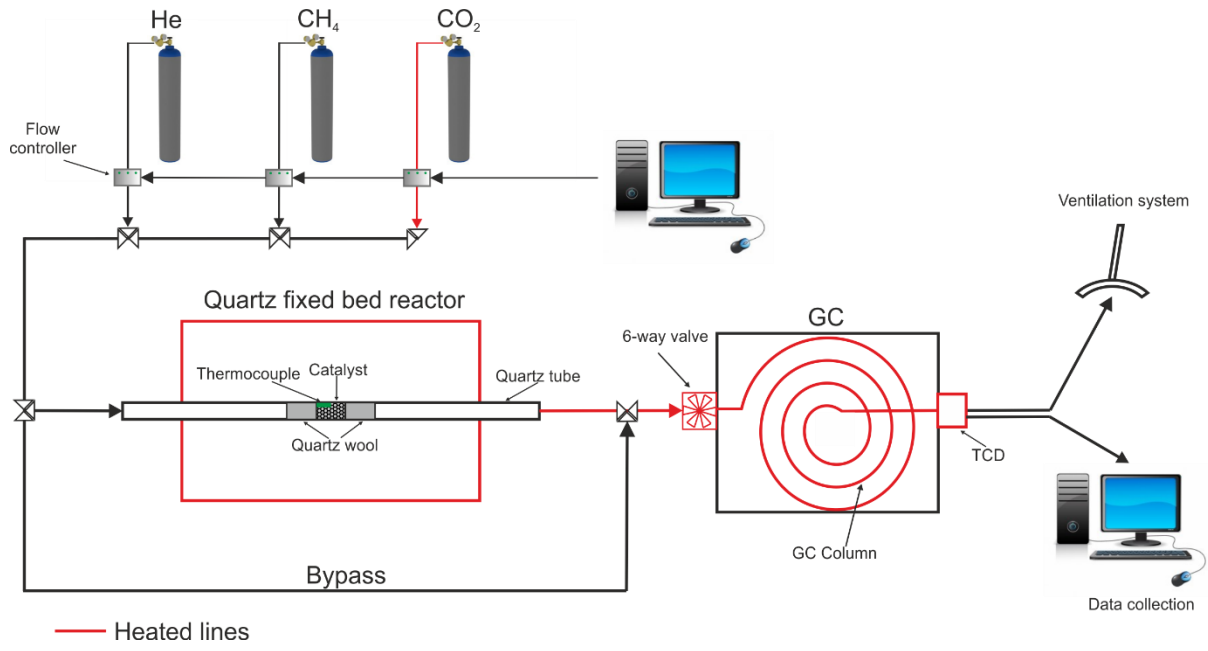 He
CH₄
CO₂
Flow
controller
Ventilation system
Quartz fixed bed reactor
GC
6-way valve
Thermocouple
Catalyst
Quartz tube
Quartz wool
TCD
GC Column
Bypass
Data collection
Heated lines